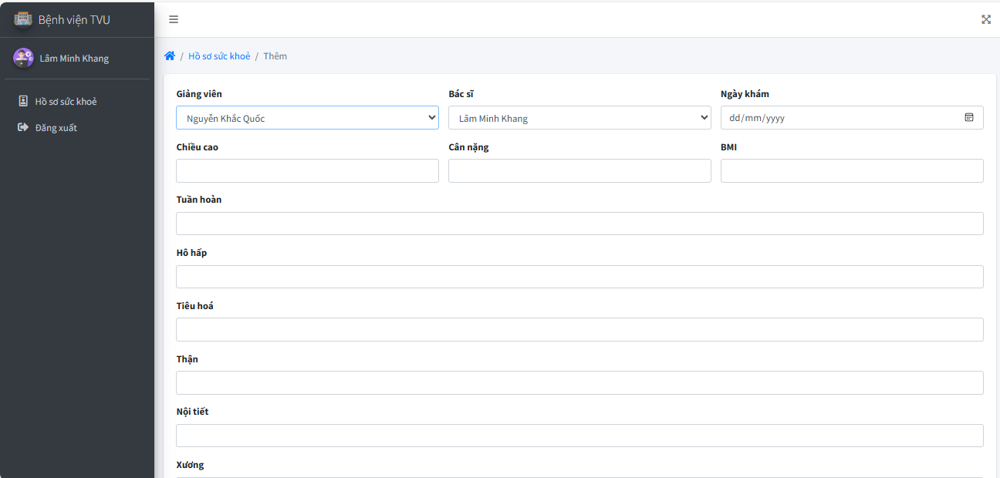 Bệnh viện TVU
Lâm Minh Khang
Hồ sơ sức khoẻ
Đăng xuất
/ Hồ sơ sức khoẻ / Thêm
Giảng viên Bác sĩ Ngày khám
Nguyễn Khắc Quốc Lâm Minh Khang dd/mm/yyyy
Chiều cao Cân nặng BMI
Tuần hoàn
Hô hấp
Tiêu hoá
Thận
Nội tiết
Xương